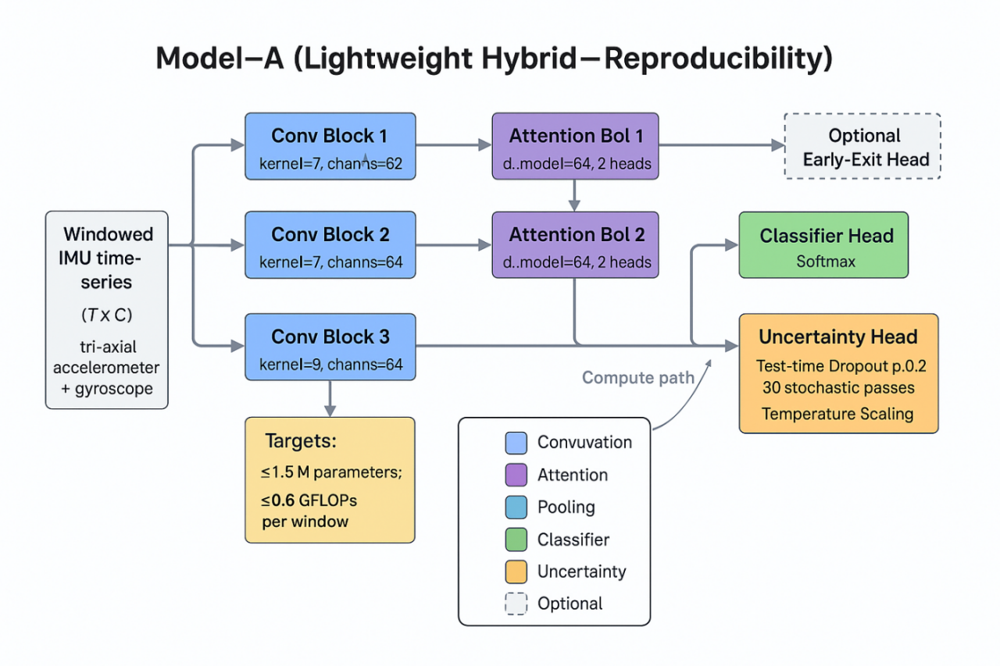 Model–A (Lightweight Hybrid–Reproducibility)
Windowed
IMU time-
series
(T x C)
tri-axial
accelerometer
+ gyroscope
Conv Block 1
kernel=7, channs=62
Attention Bol 1
d..model=64, 2 heads
Optional
Early-Exit Head
Conv Block 2
kernel=7, channs=64
Attention Bol 2
d..model=64, 2 heads
Classifier Head
Softmax
Conv Block 3
kernel=9, channs=64
Uncertainty Head
Test-time Dropout p.0.2
30 stochastic passes
Temperature Scaling
Compute path
Targets:
≤1.5 M parameters;
≤0.6 GFLOPs
per window
Convuvation
Attention
Pooling
Classifier
Uncertainty
Optional